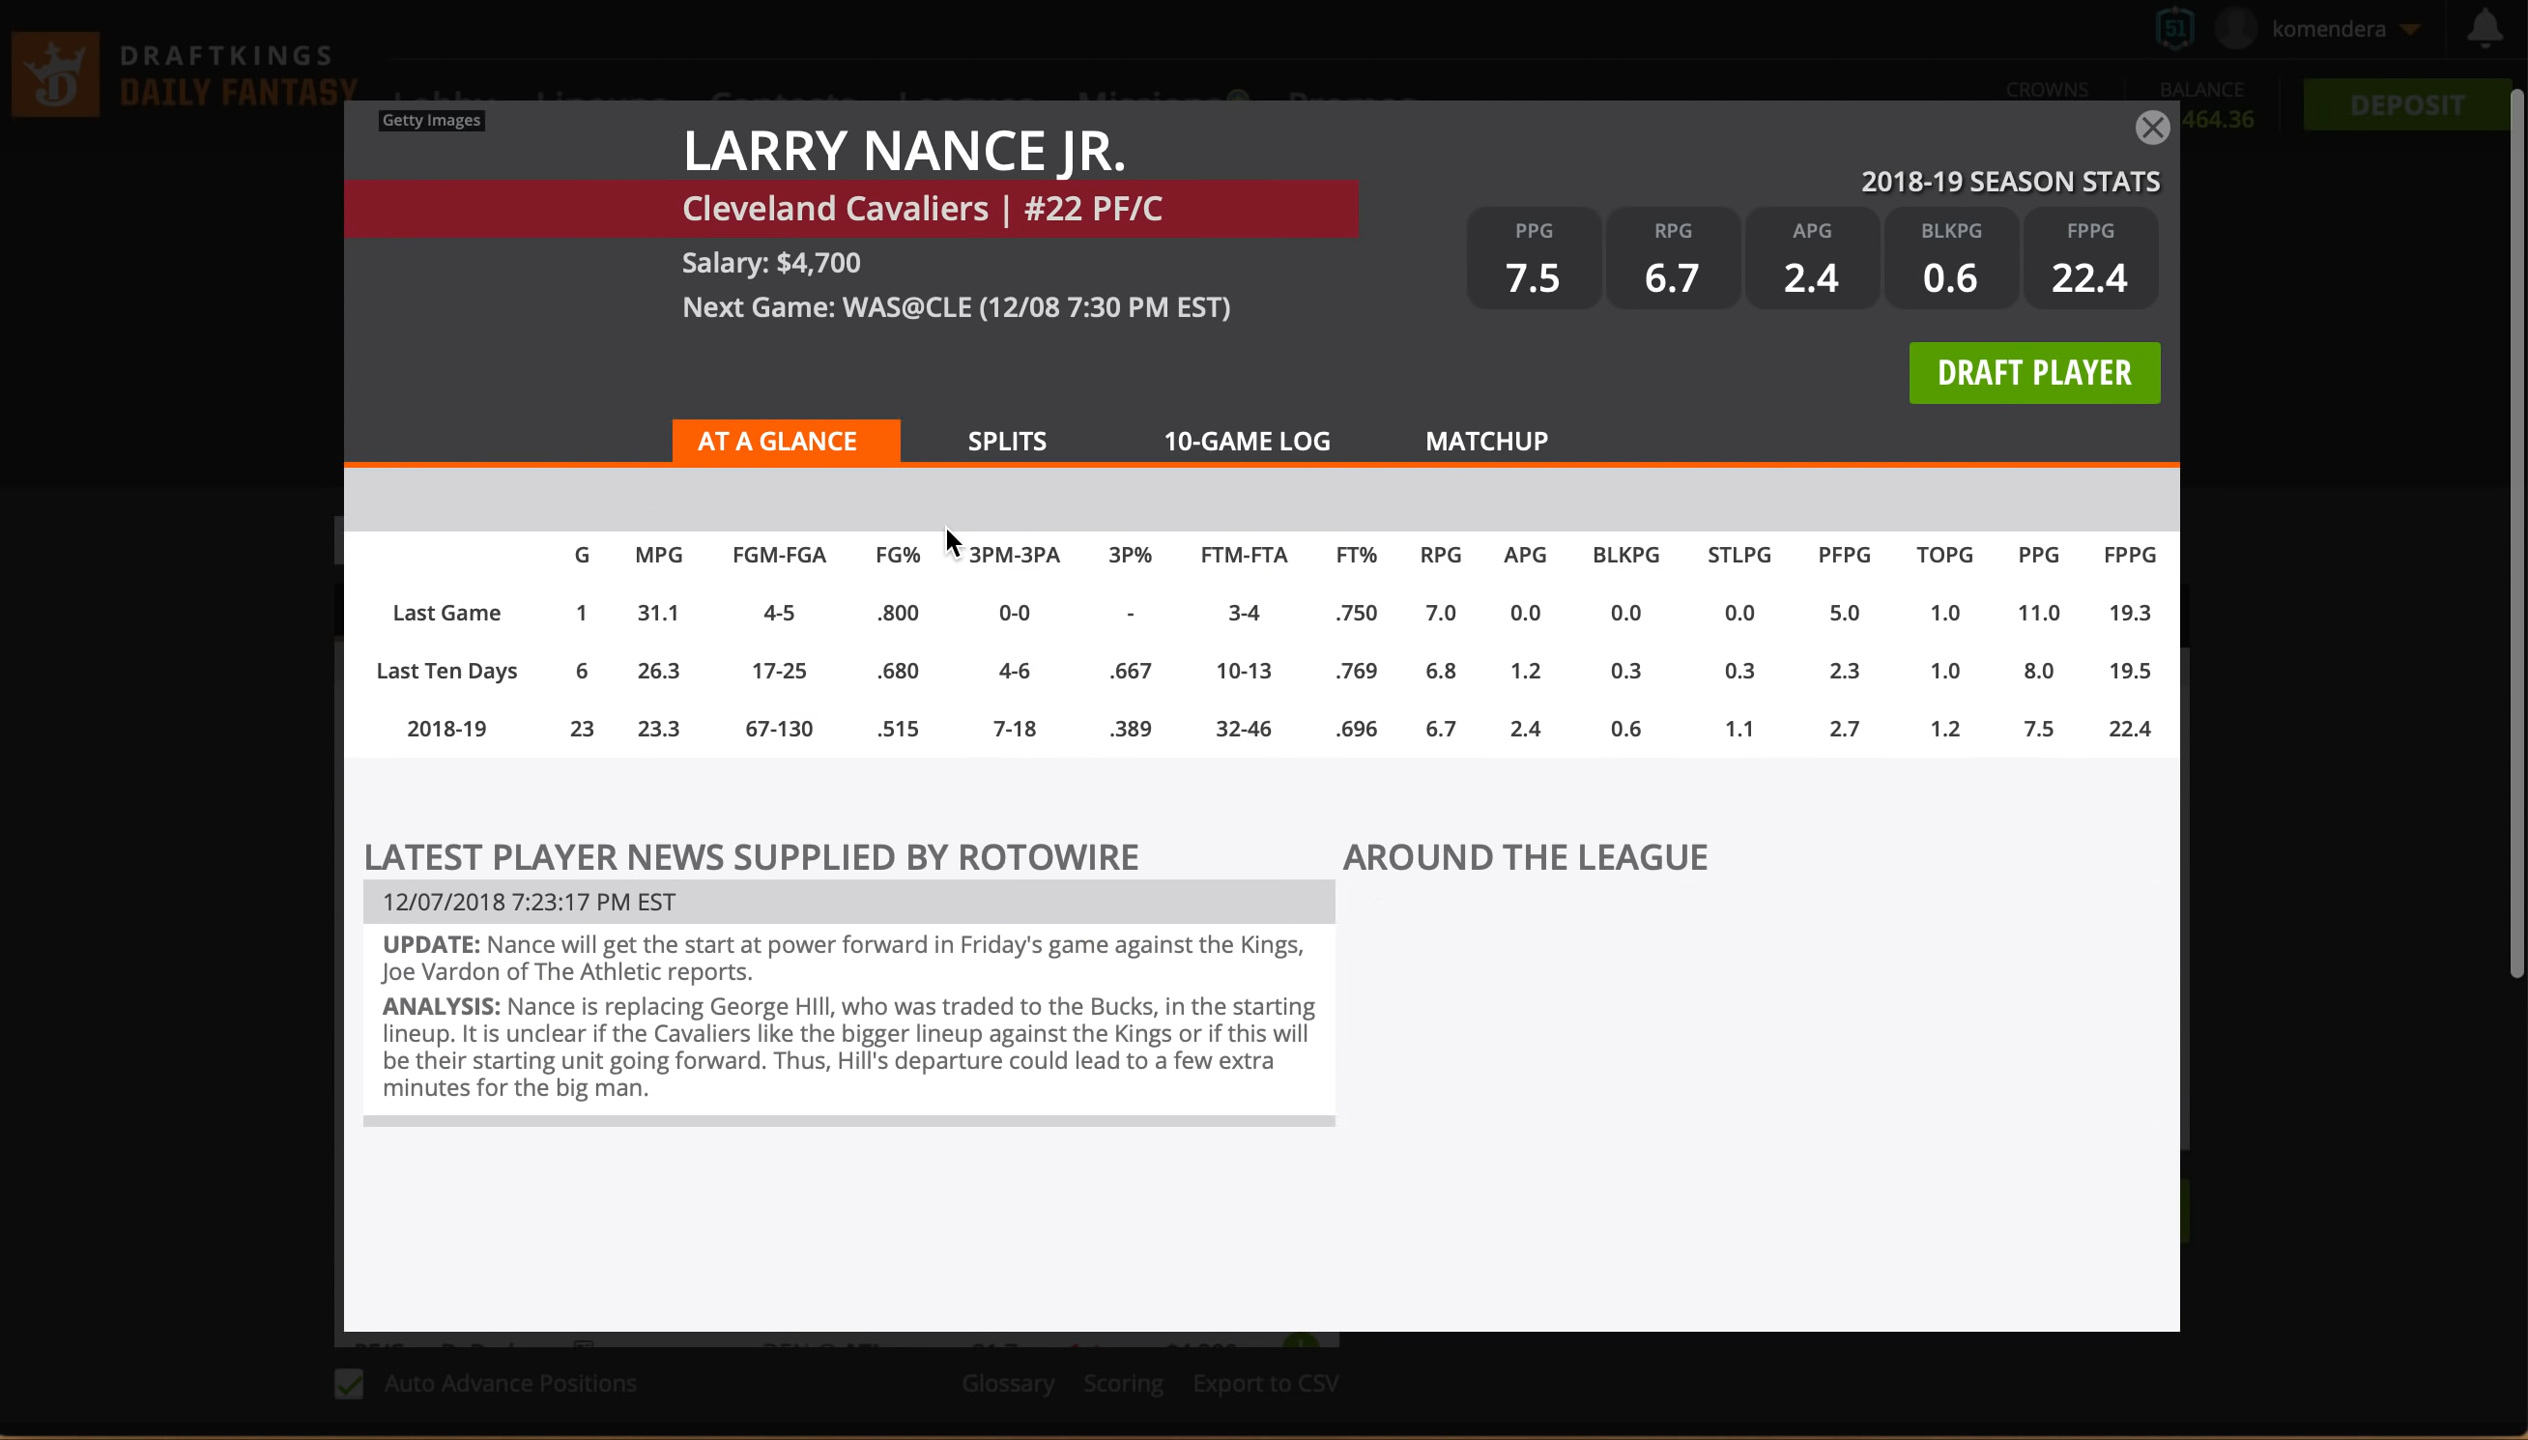 DRAFTKINGS
DAILY FANTASY
51
komendera
CROWNS
BALANCE
464.36
DEPOSIT
Getty Images
LARRY NANCE JR.
Cleveland Cavaliers | #22 PF/C
Salary: $4,700
Next Game: WAS@CLE (12/08 7:30 PM EST)
2018-19 SEASON STATS
PPG RPG APG BLKPG FPPG
7.5 6.7 2.4 0.6 22.4
DRAFT PLAYER
AT A GLANCE SPLITS 10-GAME LOG MATCHUP
G MPG FGM-FGA FG% 3PM-3PA 3P% FTM-FTA FT% RPG APG BLKPG STLPG PFPG TOPG PPG FPPG
Last Game 1 31.1 4-5 .800 0-0 - 3-4 .750 7.0 0.0 0.0 0.0 5.0 1.0 11.0 19.3
Last Ten Days 6 26.3 17-25 .680 4-6 .667 10-13 .769 6.8 1.2 0.3 0.3 2.3 1.0 8.0 19.5
2018-19 23 23.3 67-130 .515 7-18 .389 32-46 .696 6.7 2.4 0.6 1.1 2.7 1.2 7.5 22.4
LATEST PLAYER NEWS SUPPLIED BY ROTOWIRE
12/07/2018 7:23:17 PM EST
UPDATE: Nance will get the start at power forward in Friday's game against the Kings,
Joe Vardon of The Athletic reports.
ANALYSIS: Nance is replacing George HIll, who was traded to the Bucks, in the starting
lineup. It is unclear if the Cavaliers like the bigger lineup against the Kings or if this will
be their starting unit going forward. Thus, Hill's departure could lead to a few extra
minutes for the big man.
AROUND THE LEAGUE
Auto Advance Positions
Glossary Scoring Export to CSV